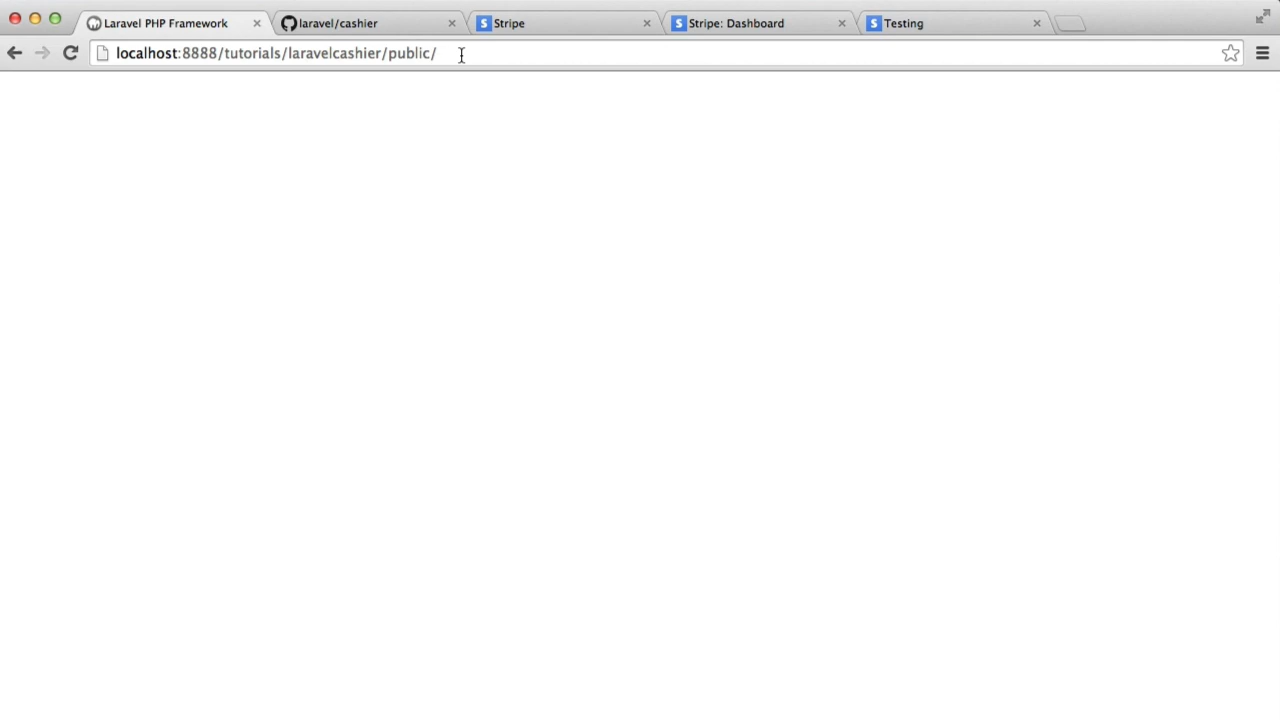 Laravel PHP Framework
laravel/cashier
Stripe
Stripe: Dashboard
Testing
localhost:8888/tutorials/laravelcashier/public/